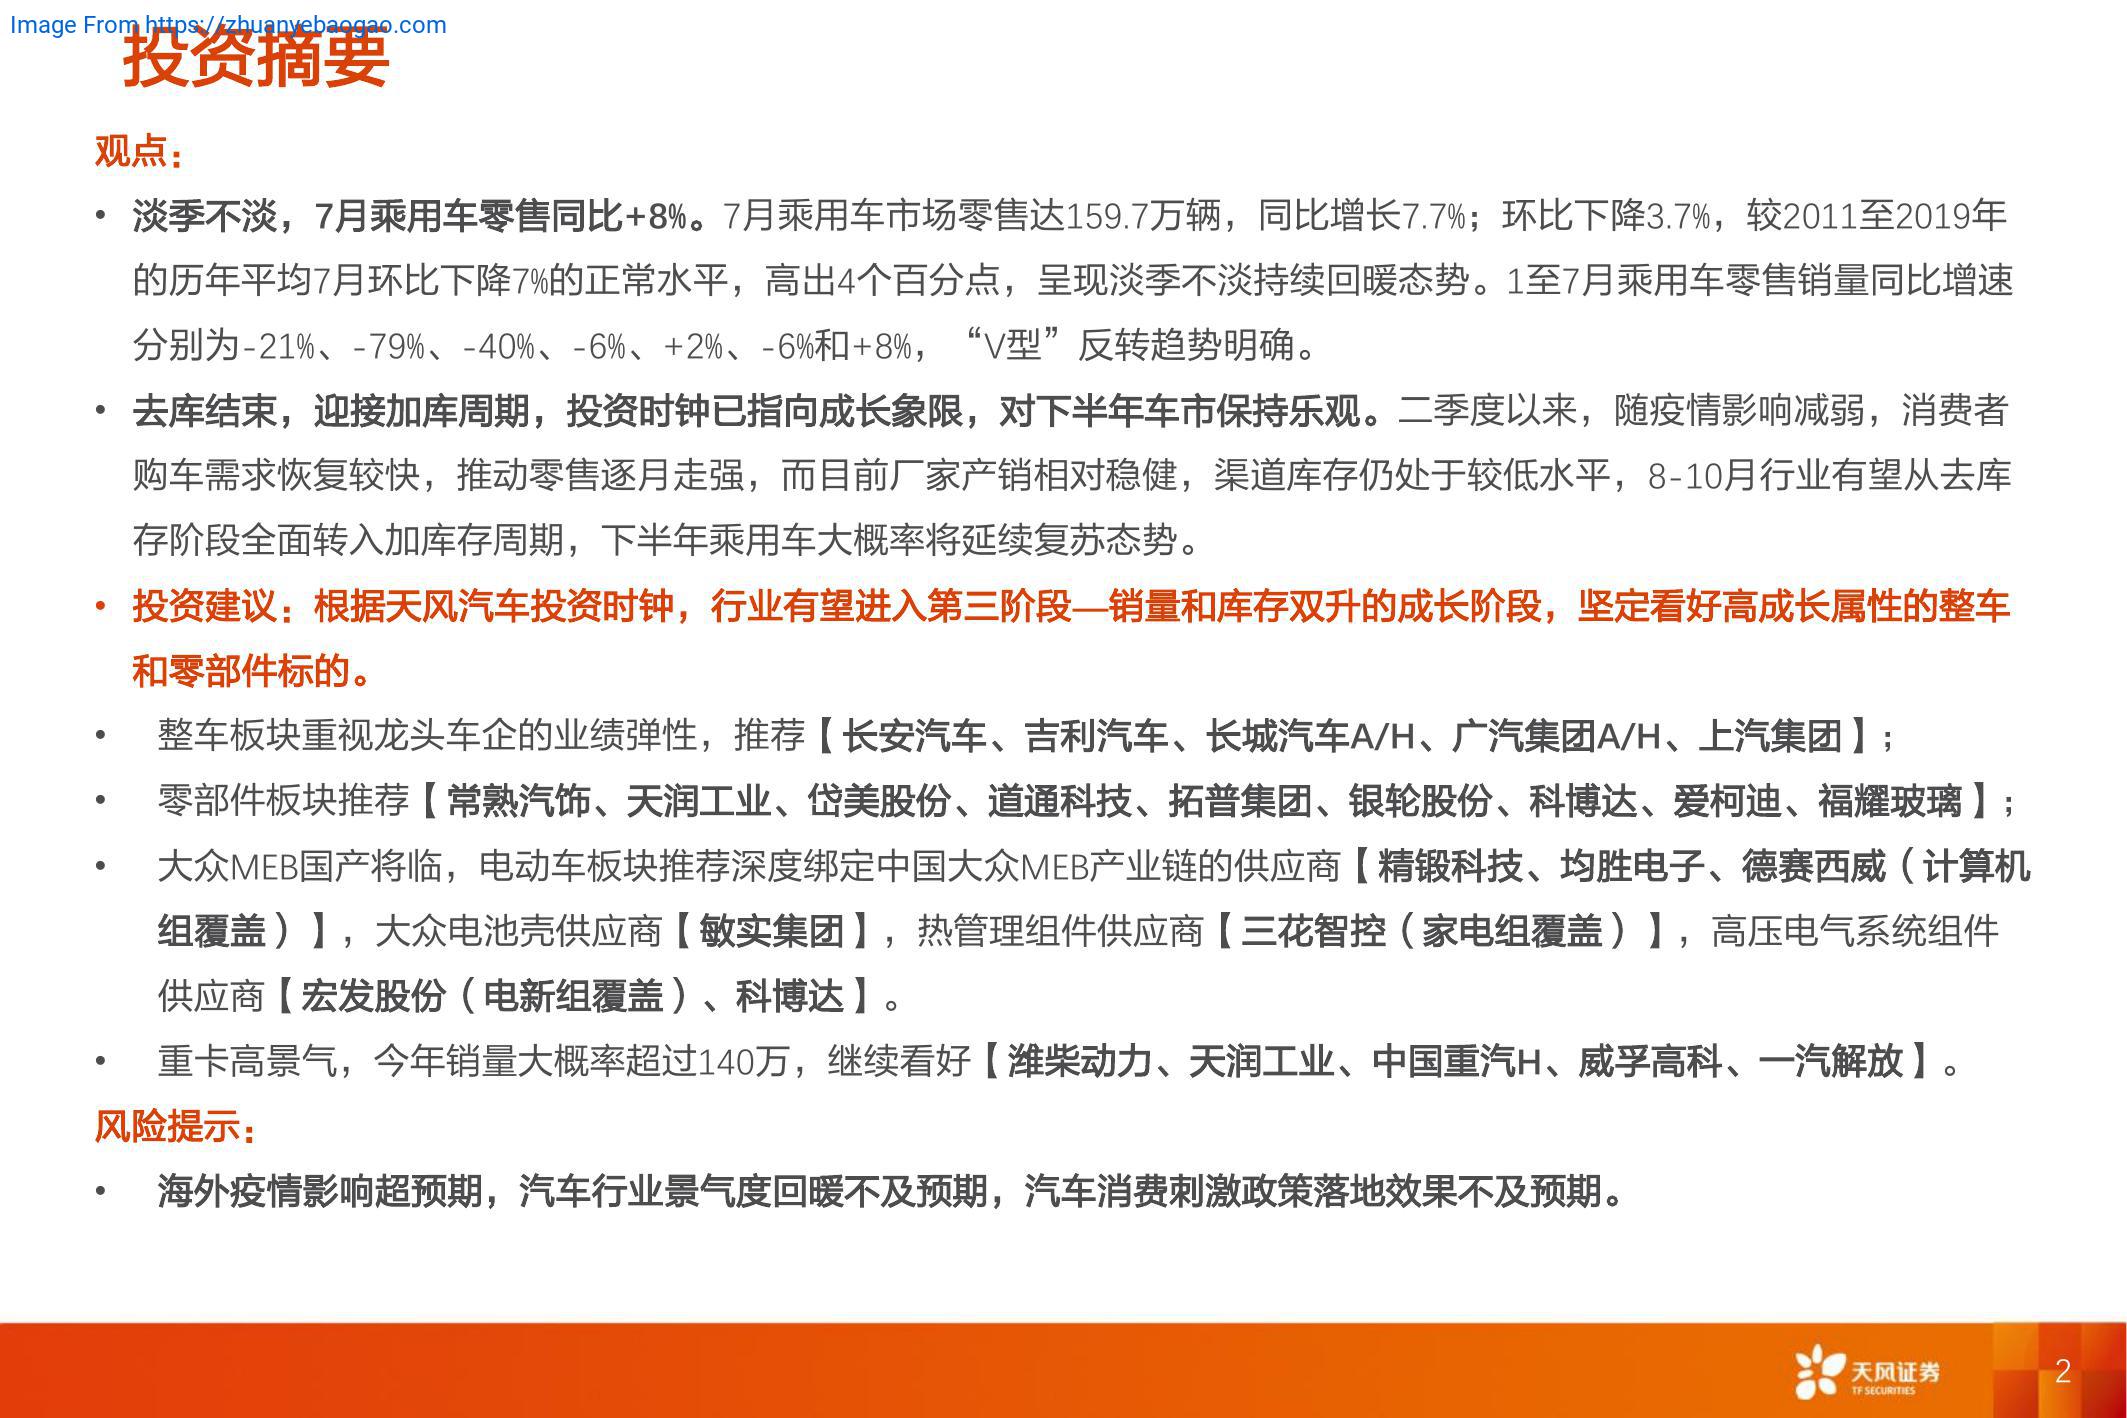 Image From https://zhuanyebaogao.com
投资摘要
观点：
• 淡季不淡，7月乘用车零售同比+8%。7月乘用车市场零售达159.7万辆，同比增长7.7%；环比下降3.7%，较2011至2019年
的历年平均7月环比下降7%的正常水平，高出4个百分点，呈现淡季不淡持续回暖态势。1至7月乘用车零售销量同比增速
分别为-21%、-79%、-40%、-6%、+2%、-6%和+8%，“V型”反转趋势明确。
• 去库结束，迎接加库周期，投资时钟已指向成长象限，对下半年车市保持乐观。二季度以来，随疫情影响减弱，消费者
购车需求恢复较快，推动零售逐月走强，而目前厂家产销相对稳健，渠道库存仍处于较低水平，8-10月行业有望从去库
存阶段全面转入加库存周期，下半年乘用车大概率将延续复苏态势。
• 投资建议：根据天风汽车投资时钟，行业有望进入第三阶段—销量和库存双升的成长阶段，坚定看好高成长属性的整车
和零部件标的。
• 整车板块重视龙头车企的业绩弹性，推荐【长安汽车、吉利汽车、长城汽车A/H、广汽集团A/H、上汽集团】；
• 零部件板块推荐【常熟汽饰、天润工业、岱美股份、道通科技、拓普集团、银轮股份、科博达、爱柯迪、福耀玻璃】；
• 大众MEB国产将临，电动车板块推荐深度绑定中国大众MEB产业链的供应商【精锻科技、均胜电子、德赛西威（计算机
组覆盖）】，大众电池壳供应商【敏实集团】，热管理组件供应商【三花智控（家电组覆盖）】，高压电气系统组件
供应商【宏发股份（电新组覆盖）、科博达】。
• 重卡高景气，今年销量大概率超过140万，继续看好【潍柴动力、天润工业、中国重汽H、威孚高科、一汽解放】。
风险提示：
• 海外疫情影响超预期，汽车行业景气度回暖不及预期，汽车消费刺激政策落地效果不及预期。
天风证券
TF SECURITIES
2